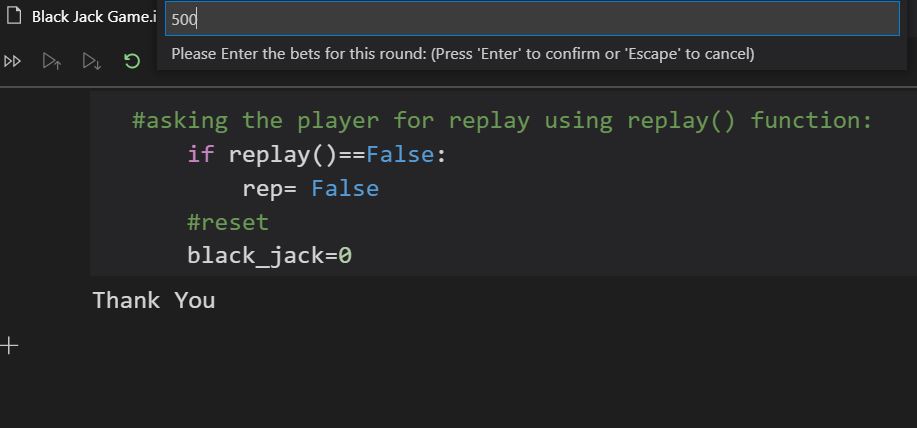 Black Jack Game.i
500
Please Enter the bets for this round: (Press 'Enter' to confirm or 'Escape' to cancel)
#asking the player for replay using replay() function:
if replay()==False:
rep= False
#reset
black_jack=0
Thank You